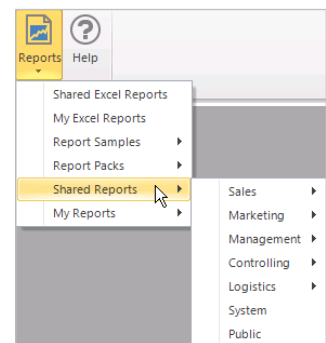 Reports
Help
Shared Excel Reports
My Excel Reports
Report Samples
Report Packs
Shared Reports
My Reports
Sales
Marketing
Management
Controlling
Logistics
System
Public